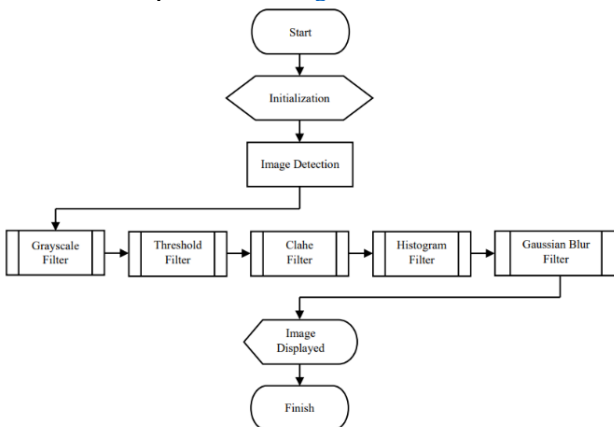 Start
Initialization
Image Detection
Grayscale
Filter
Threshold
Filter
Clahe
Filter
Histogram
Filter
Gaussian Blur
Filter
Image
Displayed
Finish